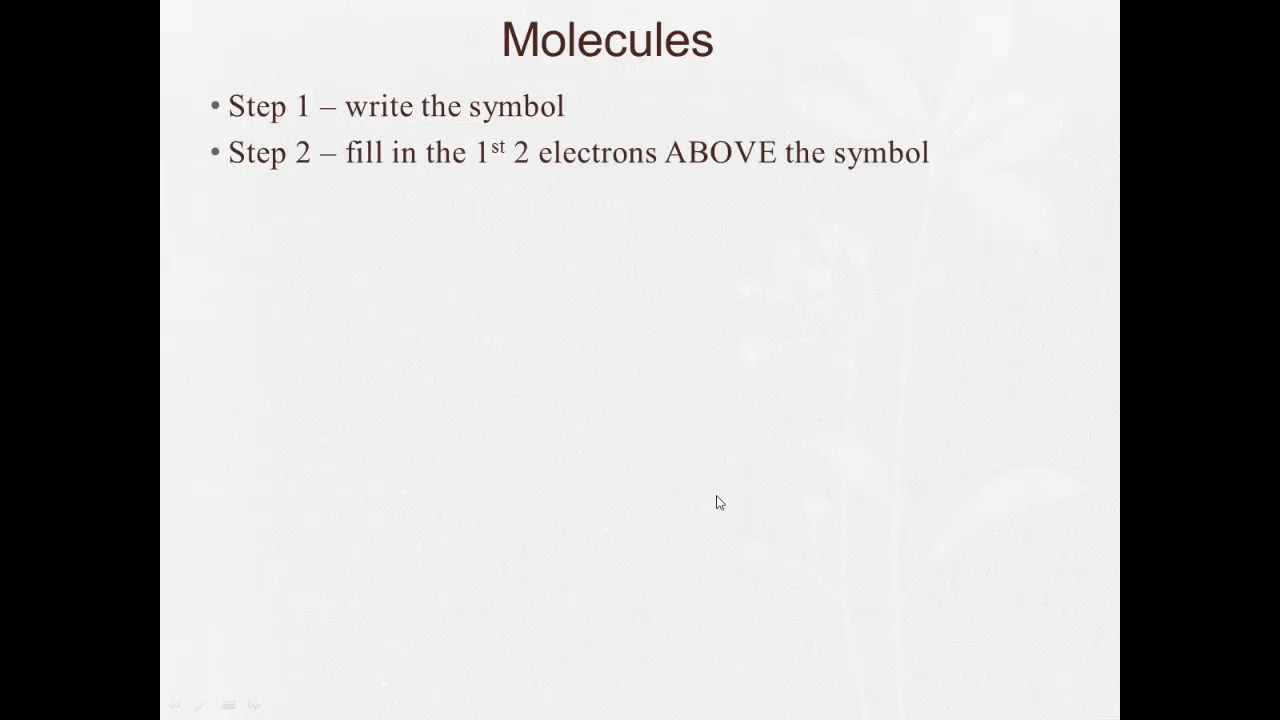 Molecules
• Step 1 – write the symbol
• Step 2 – fill in the 1st 2 electrons ABOVE the symbol